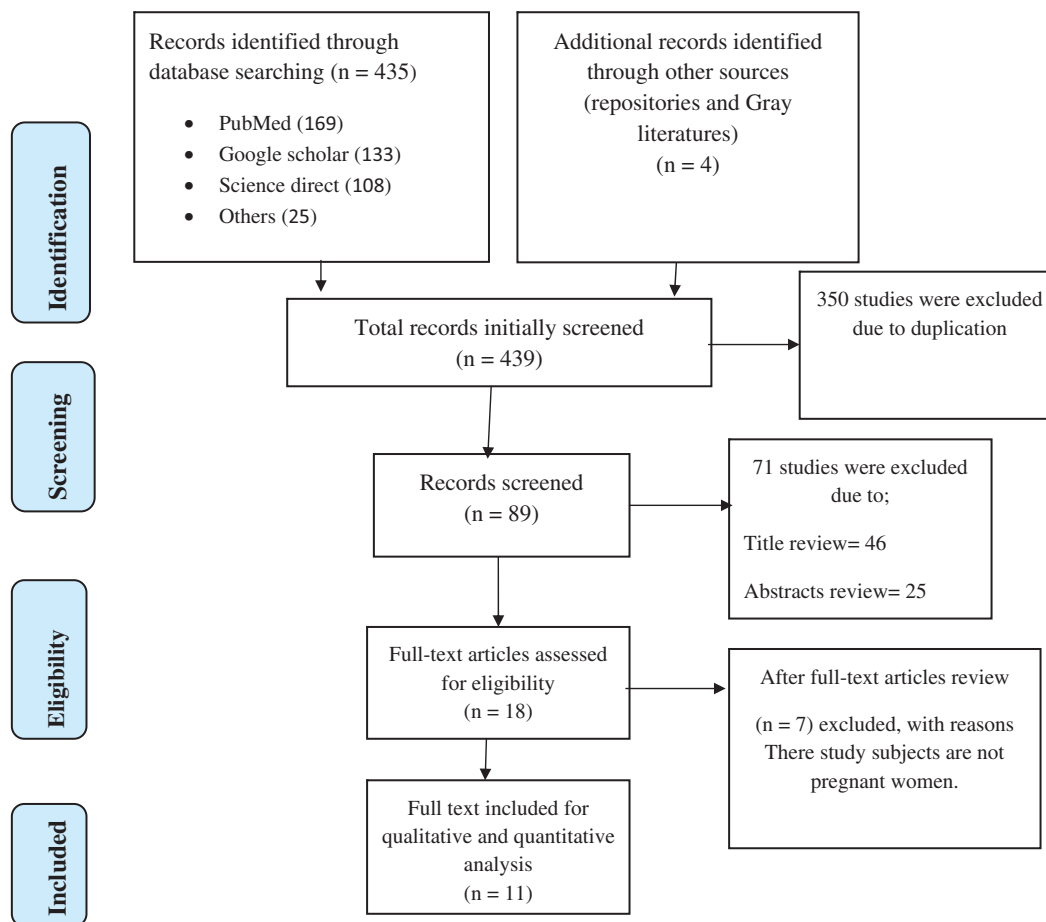 Records identified through
database searching (n = 435)
• PubMed (169)
• Google scholar (133)
• Science direct (108)
• Others (25)
Additional records identified
through other sources
(repositories and Gray
literatures)
(n = 4)
Identification
Total records initially screened
(n = 439)
350 studies were excluded
due to duplication
Screening
Records screened
(n = 89)
71 studies were excluded
due to;
Title review= 46
Abstracts review= 25
Eligibility
Full-text articles assessed
for eligibility
(n = 18)
After full-text articles review
(n = 7) excluded, with reasons
There study subjects are not
pregnant women.
Included
Full text included for
qualitative and quantitative
analysis
(n = 11)